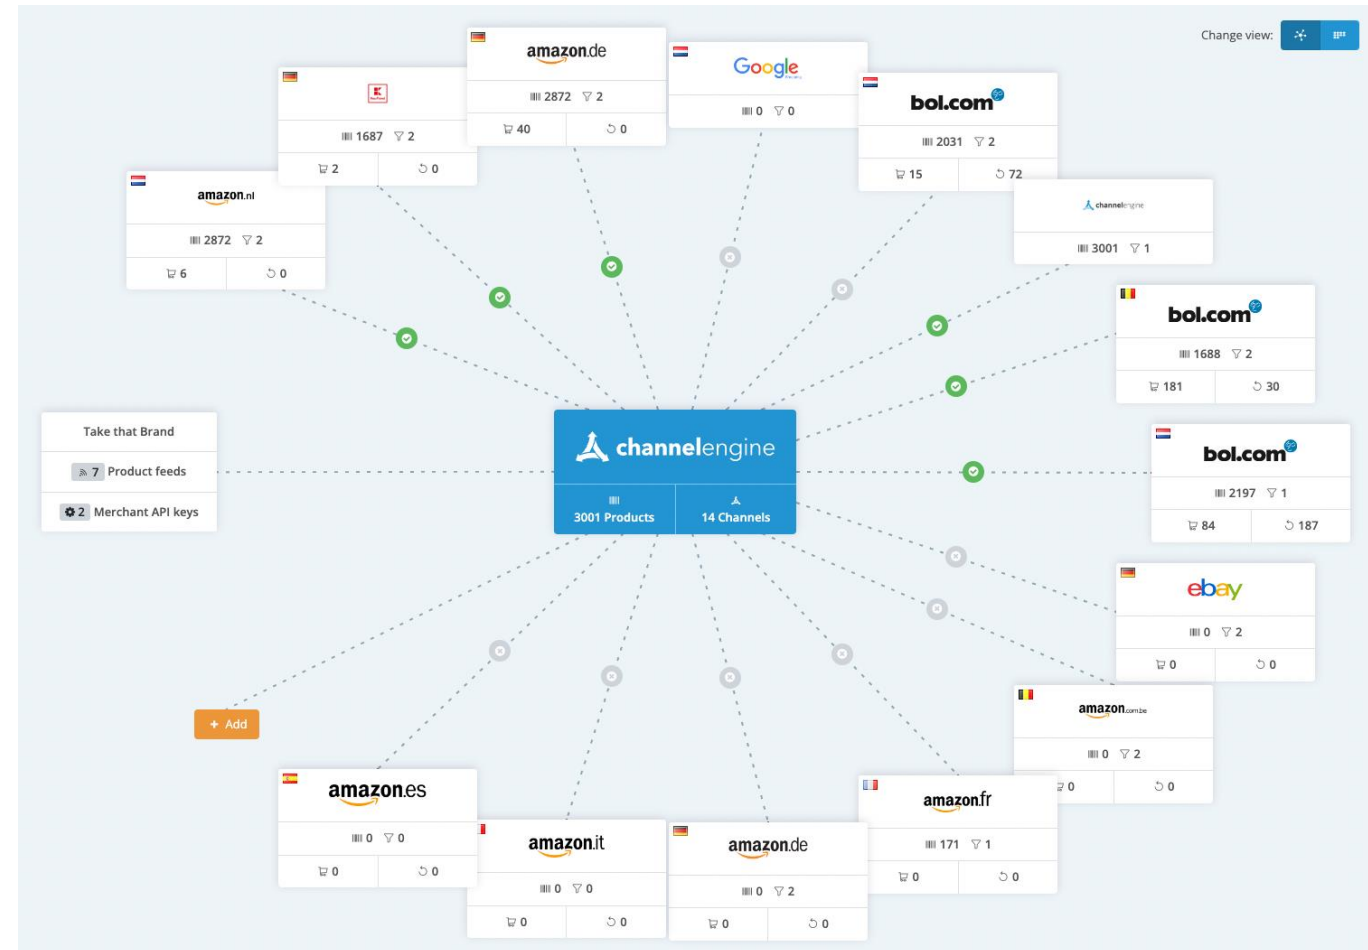 Change view:
amazon.de
2872 2
40 0
Google
0 0
bol.com
2031 2
15 72
1687 2
2 0
amazon.nl
2872 2
6 0
channelengine
3001 1
bol.com
1688 2
181 30
bol.com
2197 1
84 187
Take that Brand
7 Product feeds
2 Merchant API keys
channelengine
3001 Products 14 Channels
ebay
0 2
0 0
amazon.com.be
0 2
0 0
+ Add
amazon.es
0 0
0 0
amazon.it
0 0
0 0
amazon.de
0 2
0 0
amazon.fr
171 1
0 0